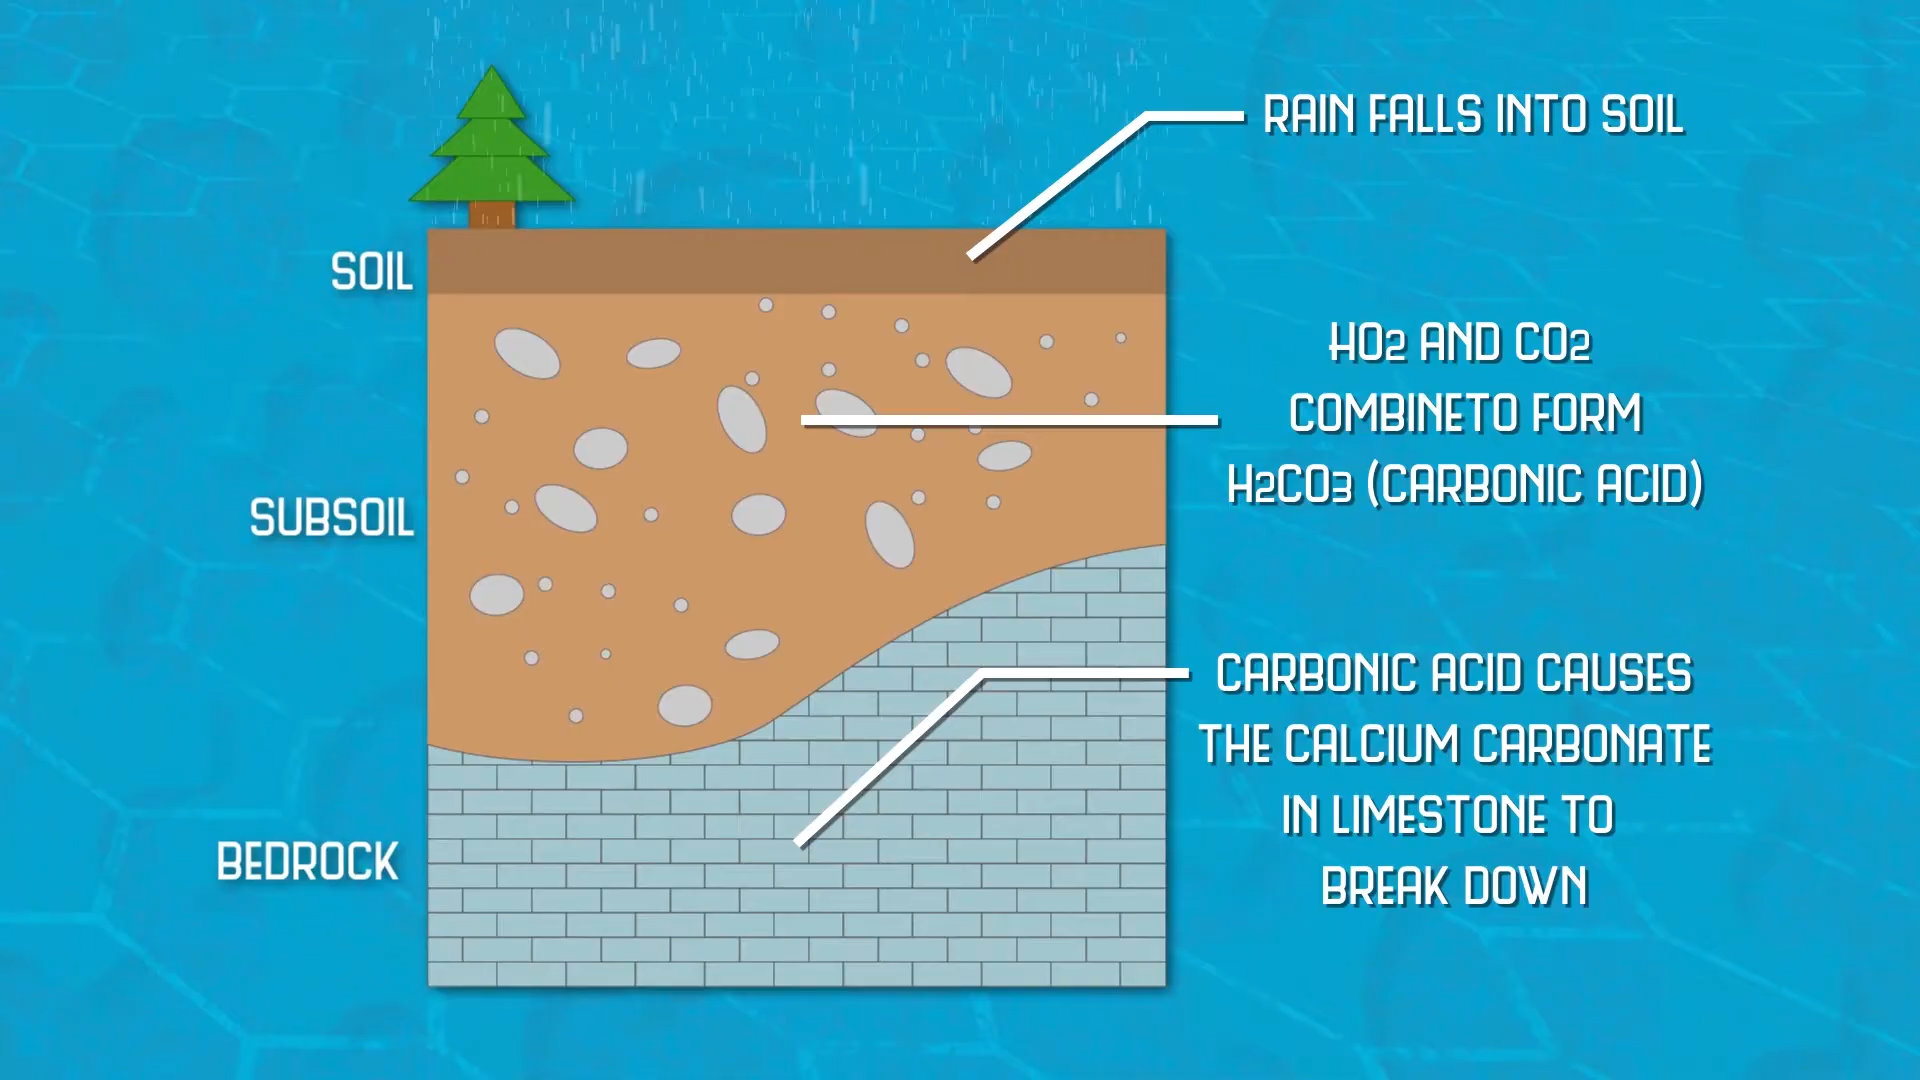 RAIN FALLS INTO SOIL
SOIL
HO2 AND CO2
COMBINETO FORM
H2CO3 (CARBONIC ACID)
SUBSOIL
CARBONIC ACID CAUSES
THE CALCIUM CARBONATE
IN LIMESTONE TO
BREAK DOWN
BEDROCK